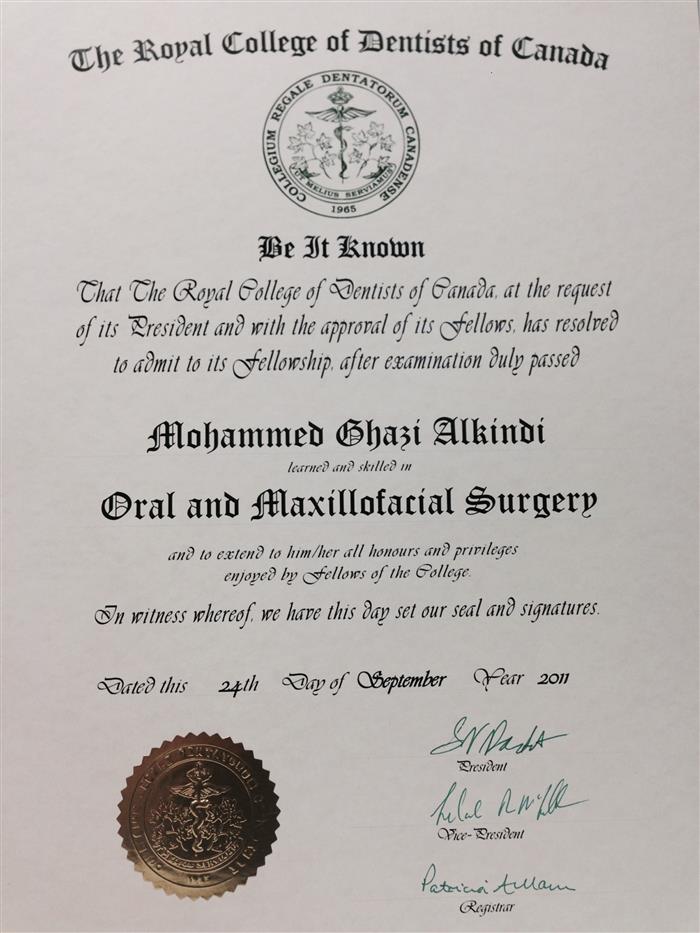 The Royal College of Dentists of Canada
COLLEGIUM REGALE DENTATORUM CANADENSE
UT MELIUS SERVIAMUS
1965
Be It Known
That The Royal College of Dentists of Canada, at the request
of its President and with the approval of its Fellows, has resolved
to admit to its Fellowship, after examination duly passed
Mohammed Ghazi Alkindi
learned and skilled in
Oral and Maxillofacial Surgery
and to extend to him/her all honours and privileges
enjoyed by Fellows of the College.
In witness whereof, we have this day set our seal and signatures.
Dated this 24th Day of September Year 2011
President
Vice-President
Patricia
Registrar